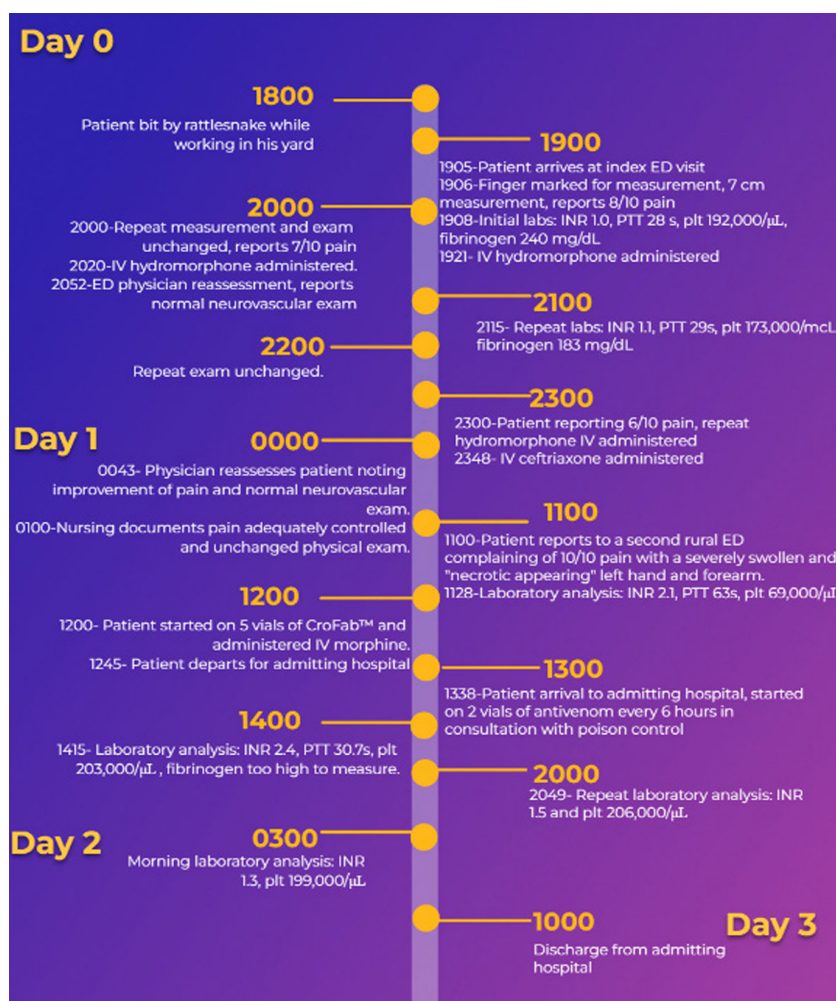 Day 0
1800
Patient bit by rattlesnake while
working in his yard
1900
1905-Patient arrives at index ED visit
1906-Finger marked for measurement, 7 cm
measurement, reports 8/10 pain
1908-Initial labs: INR 1.0, PTT 28 s, plt 192,000/μL,
fibrinogen 240 mg/dL
1921- IV hydromorphone administered
2000
2000-Repeat measurement and exam
unchanged, reports 7/10 pain
2020-IV hydromorphone administered.
2052-ED physician reassessment, reports
normal neurovascular exam
2100
2115- Repeat labs: INR 1.1, PTT 29s, plt 173,000/mcL
fibrinogen 183 mg/dL
2200
Repeat exam unchanged.
2300
2300-Patient reporting 6/10 pain, repeat
hydromorphone IV administered
2348- IV ceftriaxone administered
Day 1
0000
0043- Physician reassesses patient noting
improvement of pain and normal neurovascular
exam.
0100-Nursing documents pain adequately controlled
and unchanged physical exam.
1100
1100-Patient reports to a second rural ED
complaining of 10/10 pain with a severely swollen and
"necrotic appearing" left hand and forearm.
1128-Laboratory analysis: INR 2.1, PTT 63s, plt 69,000/μl
1200
1200- Patient started on 5 vials of CroFab™ and
administered IV morphine.
1245- Patient departs for admitting hospital
1300
1338-Patient arrival to admitting hospital, started
on 2 vials of antivenom every 6 hours in
consultation with poison control
1400
1415- Laboratory analysis: INR 2.4, PTT 30.7s, plt
203,000/μL , fibrinogen too high to measure.
2000
2049- Repeat laboratory analysis: INR
1.5 and plt 206,000/μL
Day 2
0300
Morning laboratory analysis: INR
1.3, plt 199,000/μL
Day 3
1000
Discharge from admitting
hospital